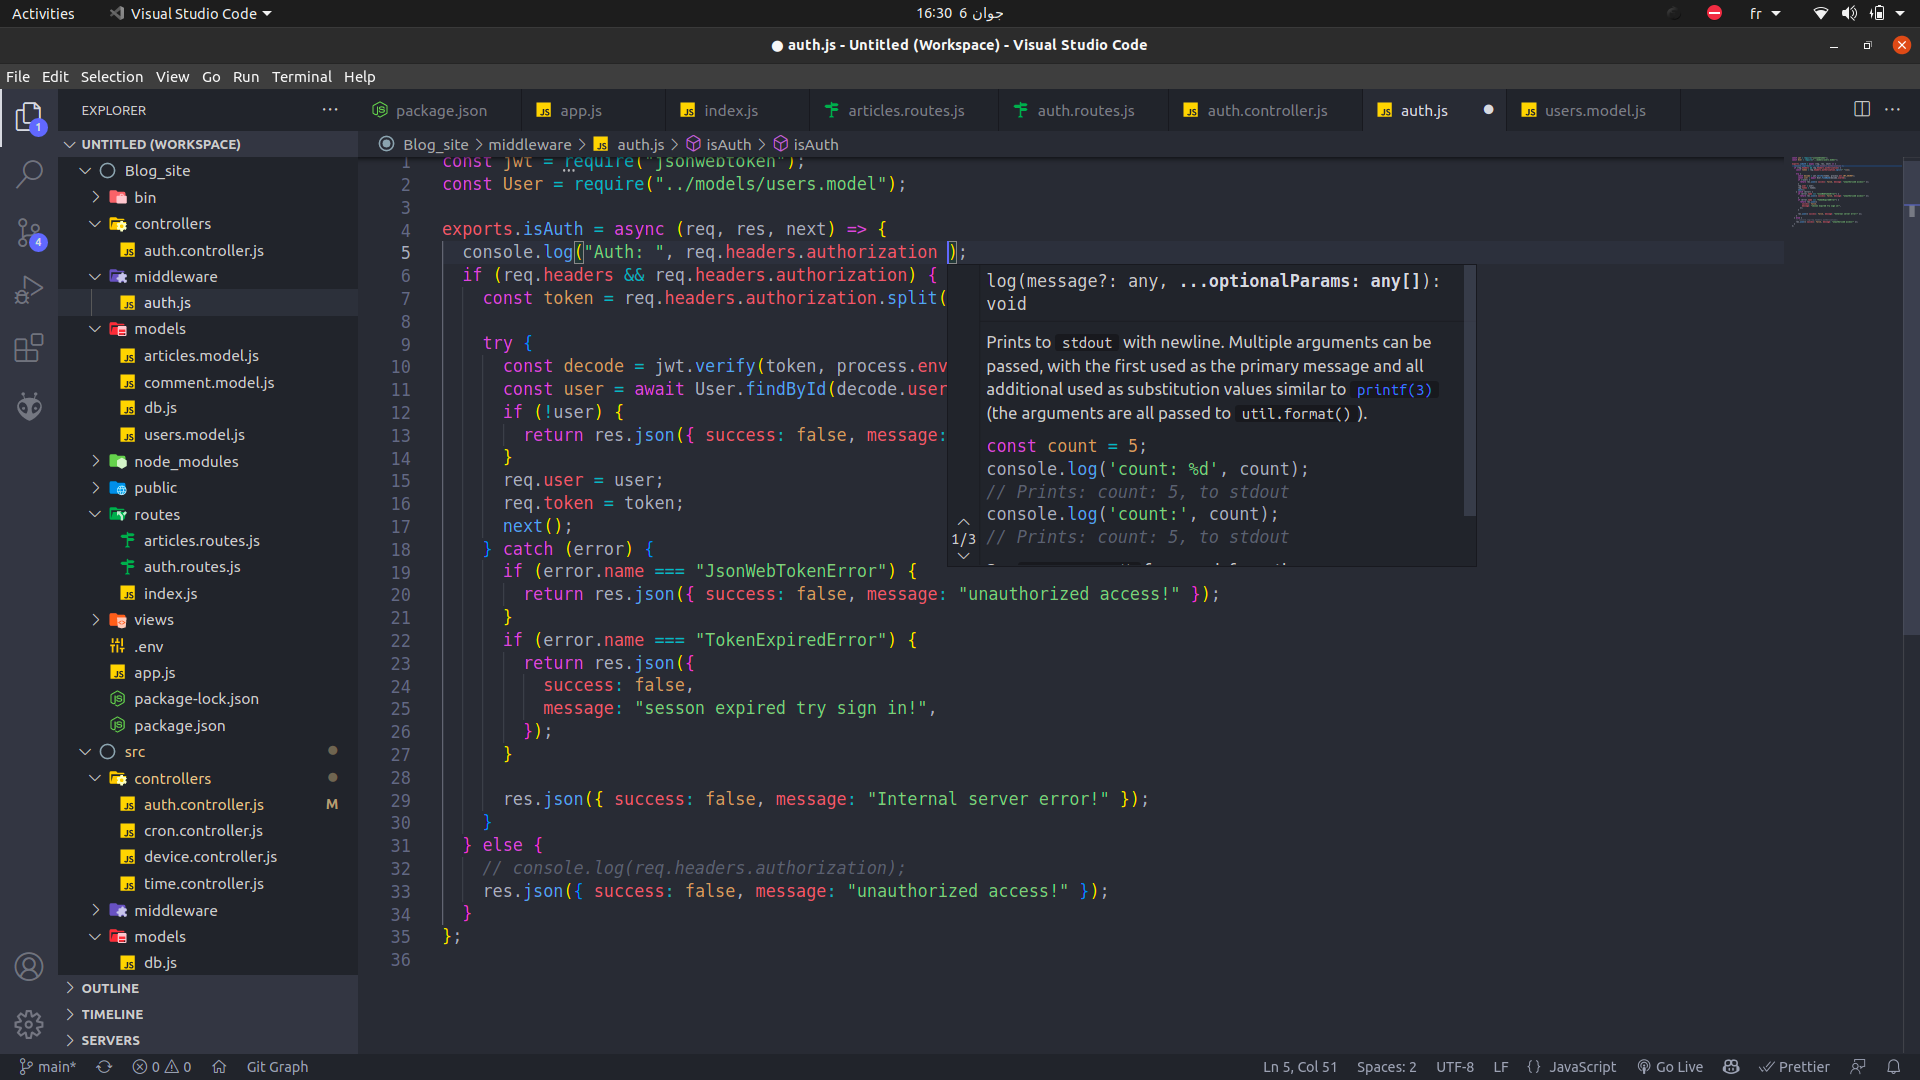 Activities
Visual Studio Code
16:30 6 جوان
fr
● auth.js - Untitled (Workspace) - Visual Studio Code
File Edit Selection View Go Run Terminal Help
EXPLORER
package.json
app.js
index.js
articles.routes.js
auth.routes.js
auth.controller.js
auth.js
users.model.js
1
4
UNTITLED (WORKSPACE)
Blog_site
bin
controllers
auth.controller.js
middleware
auth.js
models
articles.model.js
comment.model.js
db.js
users.model.js
node_modules
public
routes
articles.routes.js
auth.routes.js
index.js
views
.env
app.js
package-lock.json
package.json
src
controllers
auth.controller.js M
cron.controller.js
device.controller.js
time.controller.js
middleware
models
db.js
OUTLINE
TIMELINE
SERVERS
Blog_site > middleware > auth.js > isAuth > isAuth
1 const jwt = require("jsonwebtoken");
2 const User = require("../models/users.model");
3
4 exports.isAuth = async (req, res, next) => {
5 console.log("Auth: ", req.headers.authorization );
6 if (req.headers && req.headers.authorization) {
7 const token = req.headers.authorization.split(
8
9 try {
10 const decode = jwt.verify(token, process.env
11 const user = await User.findById(decode.user
12 if (!user) {
13 return res.json({ success: false, message:
14 }
15 req.user = user;
16 req.token = token;
17 next();
18 } catch (error) {
19 if (error.name === "JsonWebTokenError") {
20 return res.json({ success: false, message: "unauthorized access!" });
21 }
22 if (error.name === "TokenExpiredError") {
23 return res.json({
24 success: false,
25 message: "sesson expired try sign in!",
26 });
27 }
28
29 res.json({ success: false, message: "Internal server error!" });
30 }
31 } else {
32 // console.log(req.headers.authorization);
33 res.json({ success: false, message: "unauthorized access!" });
34 }
35 };
36
log(message?: any, ...optionalParams: any[]):
void
Prints to stdout with newline. Multiple arguments can be
passed, with the first used as the primary message and all
additional used as substitution values similar to printf(3)
(the arguments are all passed to util.format() ).
const count = 5;
console.log('count: %d', count);
// Prints: count: 5, to stdout
console.log('count:', count);
// Prints: count: 5, to stdout
1/3
main* 0 0 Git Graph
Ln 5, Col 51 Spaces: 2 UTF-8 LF {} JavaScript Go Live Prettier